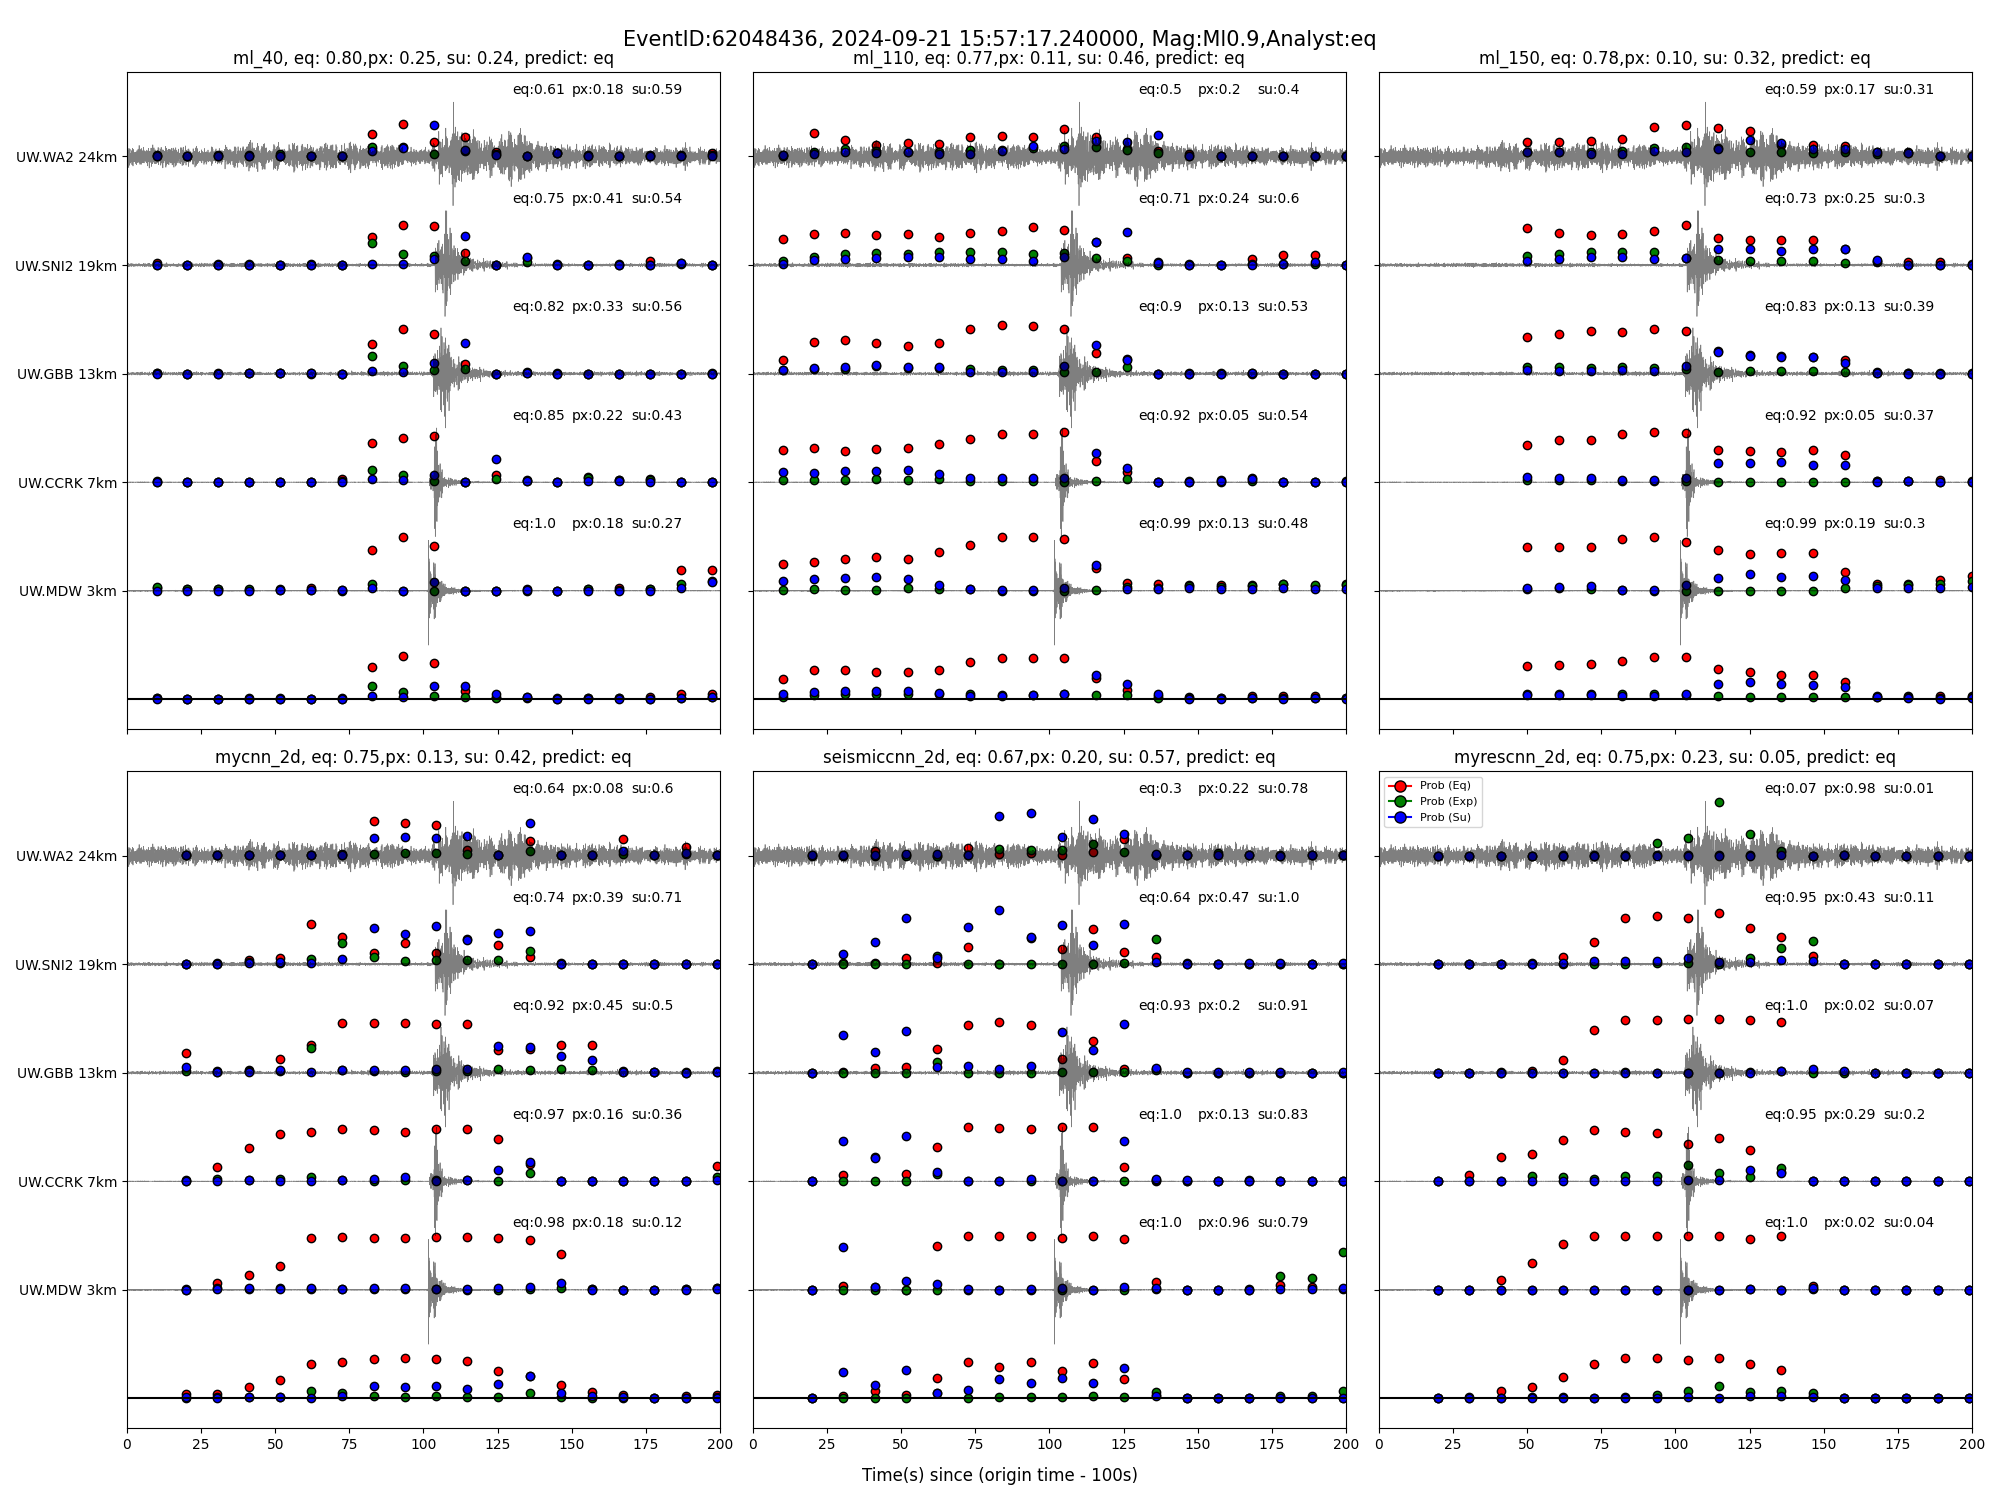 EventID:62048436, 2024-09-21 15:57:17.240000, Mag:Ml0.9,Analyst:eq
ml_40, eq: 0.80,px: 0.25, su: 0.24, predict: eq
UW.WA2 24km
eq:0.61 px:0.18 su:0.59
UW.SNI2 19km
eq:0.75 px:0.41 su:0.54
UW.GBB 13km
eq:0.82 px:0.33 su:0.56
UW.CCRK 7km
eq:0.85 px:0.22 su:0.43
UW.MDW 3km
eq:1.0 px:0.18 su:0.27
ml_110, eq: 0.77,px: 0.11, su: 0.46, predict: eq
eq:0.5 px:0.2 su:0.4
eq:0.71 px:0.24 su:0.6
eq:0.9 px:0.13 su:0.53
eq:0.92 px:0.05 su:0.54
eq:0.99 px:0.13 su:0.48
ml_150, eq: 0.78,px: 0.10, su: 0.32, predict: eq
eq:0.59 px:0.17 su:0.31
eq:0.73 px:0.25 su:0.3
eq:0.83 px:0.13 su:0.39
eq:0.92 px:0.05 su:0.37
eq:0.99 px:0.19 su:0.3
mycnn_2d, eq: 0.75,px: 0.13, su: 0.42, predict: eq
UW.WA2 24km
eq:0.64 px:0.08 su:0.6
UW.SNI2 19km
eq:0.74 px:0.39 su:0.71
UW.GBB 13km
eq:0.92 px:0.45 su:0.5
UW.CCRK 7km
eq:0.97 px:0.16 su:0.36
UW.MDW 3km
eq:0.98 px:0.18 su:0.12
0 25 50 75 100 125 150 175 200
seismiccnn_2d, eq: 0.67,px: 0.20, su: 0.57, predict: eq
eq:0.3 px:0.22 su:0.78
eq:0.64 px:0.47 su:1.0
eq:0.93 px:0.2 su:0.91
eq:1.0 px:0.13 su:0.83
eq:1.0 px:0.96 su:0.79
0 25 50 75 100 125 150 175 200
myrescnn_2d, eq: 0.75,px: 0.23, su: 0.05, predict: eq
Prob (Eq)
Prob (Exp)
Prob (Su)
eq:0.07 px:0.98 su:0.01
eq:0.95 px:0.43 su:0.11
eq:1.0 px:0.02 su:0.07
eq:0.95 px:0.29 su:0.2
eq:1.0 px:0.02 su:0.04
0 25 50 75 100 125 150 175 200
Time(s) since (origin time - 100s)